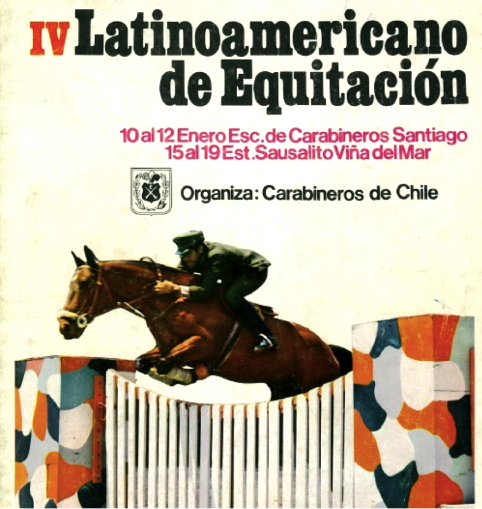 IV Latinoamericano
de Equitación
10 al 12 Enero Esc. de Carabineros Santiago
15 al 19 Est. Sausalito Viña del Mar
Organiza: Carabineros de Chile